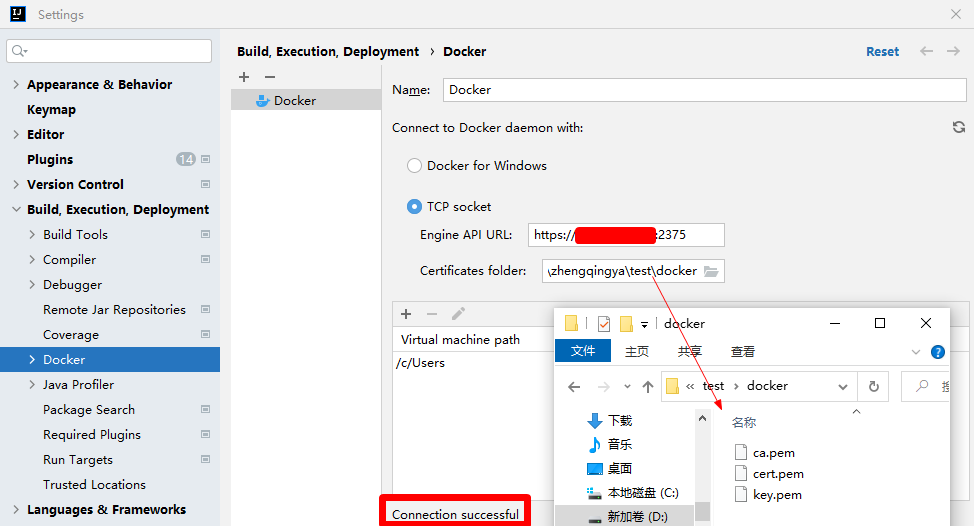 IJ Settings
Appearance & Behavior
Keymap
Editor
Plugins 14
Version Control
Build, Execution, Deployment
Build Tools
Compiler
Debugger
Remote Jar Repositories
Coverage
Docker
Java Profiler
Package Search
Required Plugins
Run Targets
Trusted Locations
Languages & Frameworks
Build, Execution, Deployment › Docker Reset
Docker
Name: Docker
Connect to Docker daemon with:
Docker for Windows
TCP socket
Engine API URL: https:// :2375
Certificates folder: \zhengqingya\test\docker
Virtual machine path
/c/Users
Connection successful
docker
文件 主页 共享 查看
« test › docker
下载
音乐
桌面
本地磁盘 (C:)
新加卷 (D:)
名称
ca.pem
cert.pem
key.pem